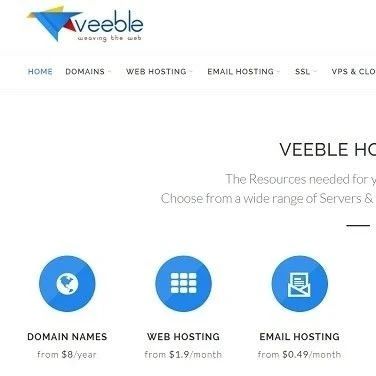 veeble
weaving the web
HOME DOMAINS WEB HOSTING EMAIL HOSTING SSL VPS & CLO
VEEBLE HO
The Resources needed for y
Choose from a wide range of Servers &
DOMAIN NAMES WEB HOSTING EMAIL HOSTING
from $8/year from $1.9/month from $0.49/month